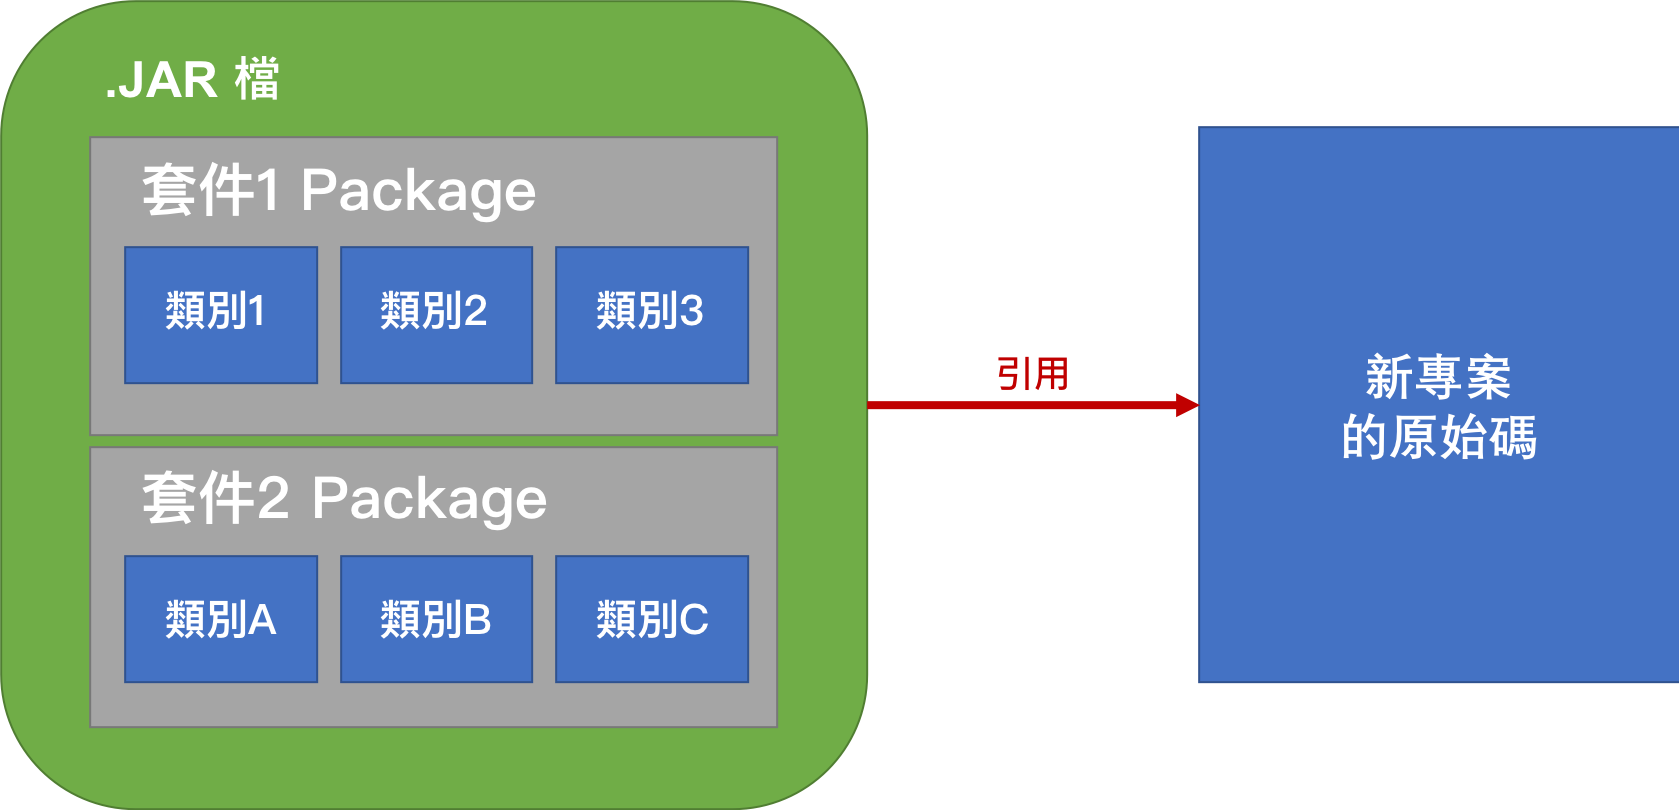 .JAR 檔
套件1 Package
類別1
類別2
類別3
套件2 Package
類別A
類別B
類別C
引用
新專案
的原始碼